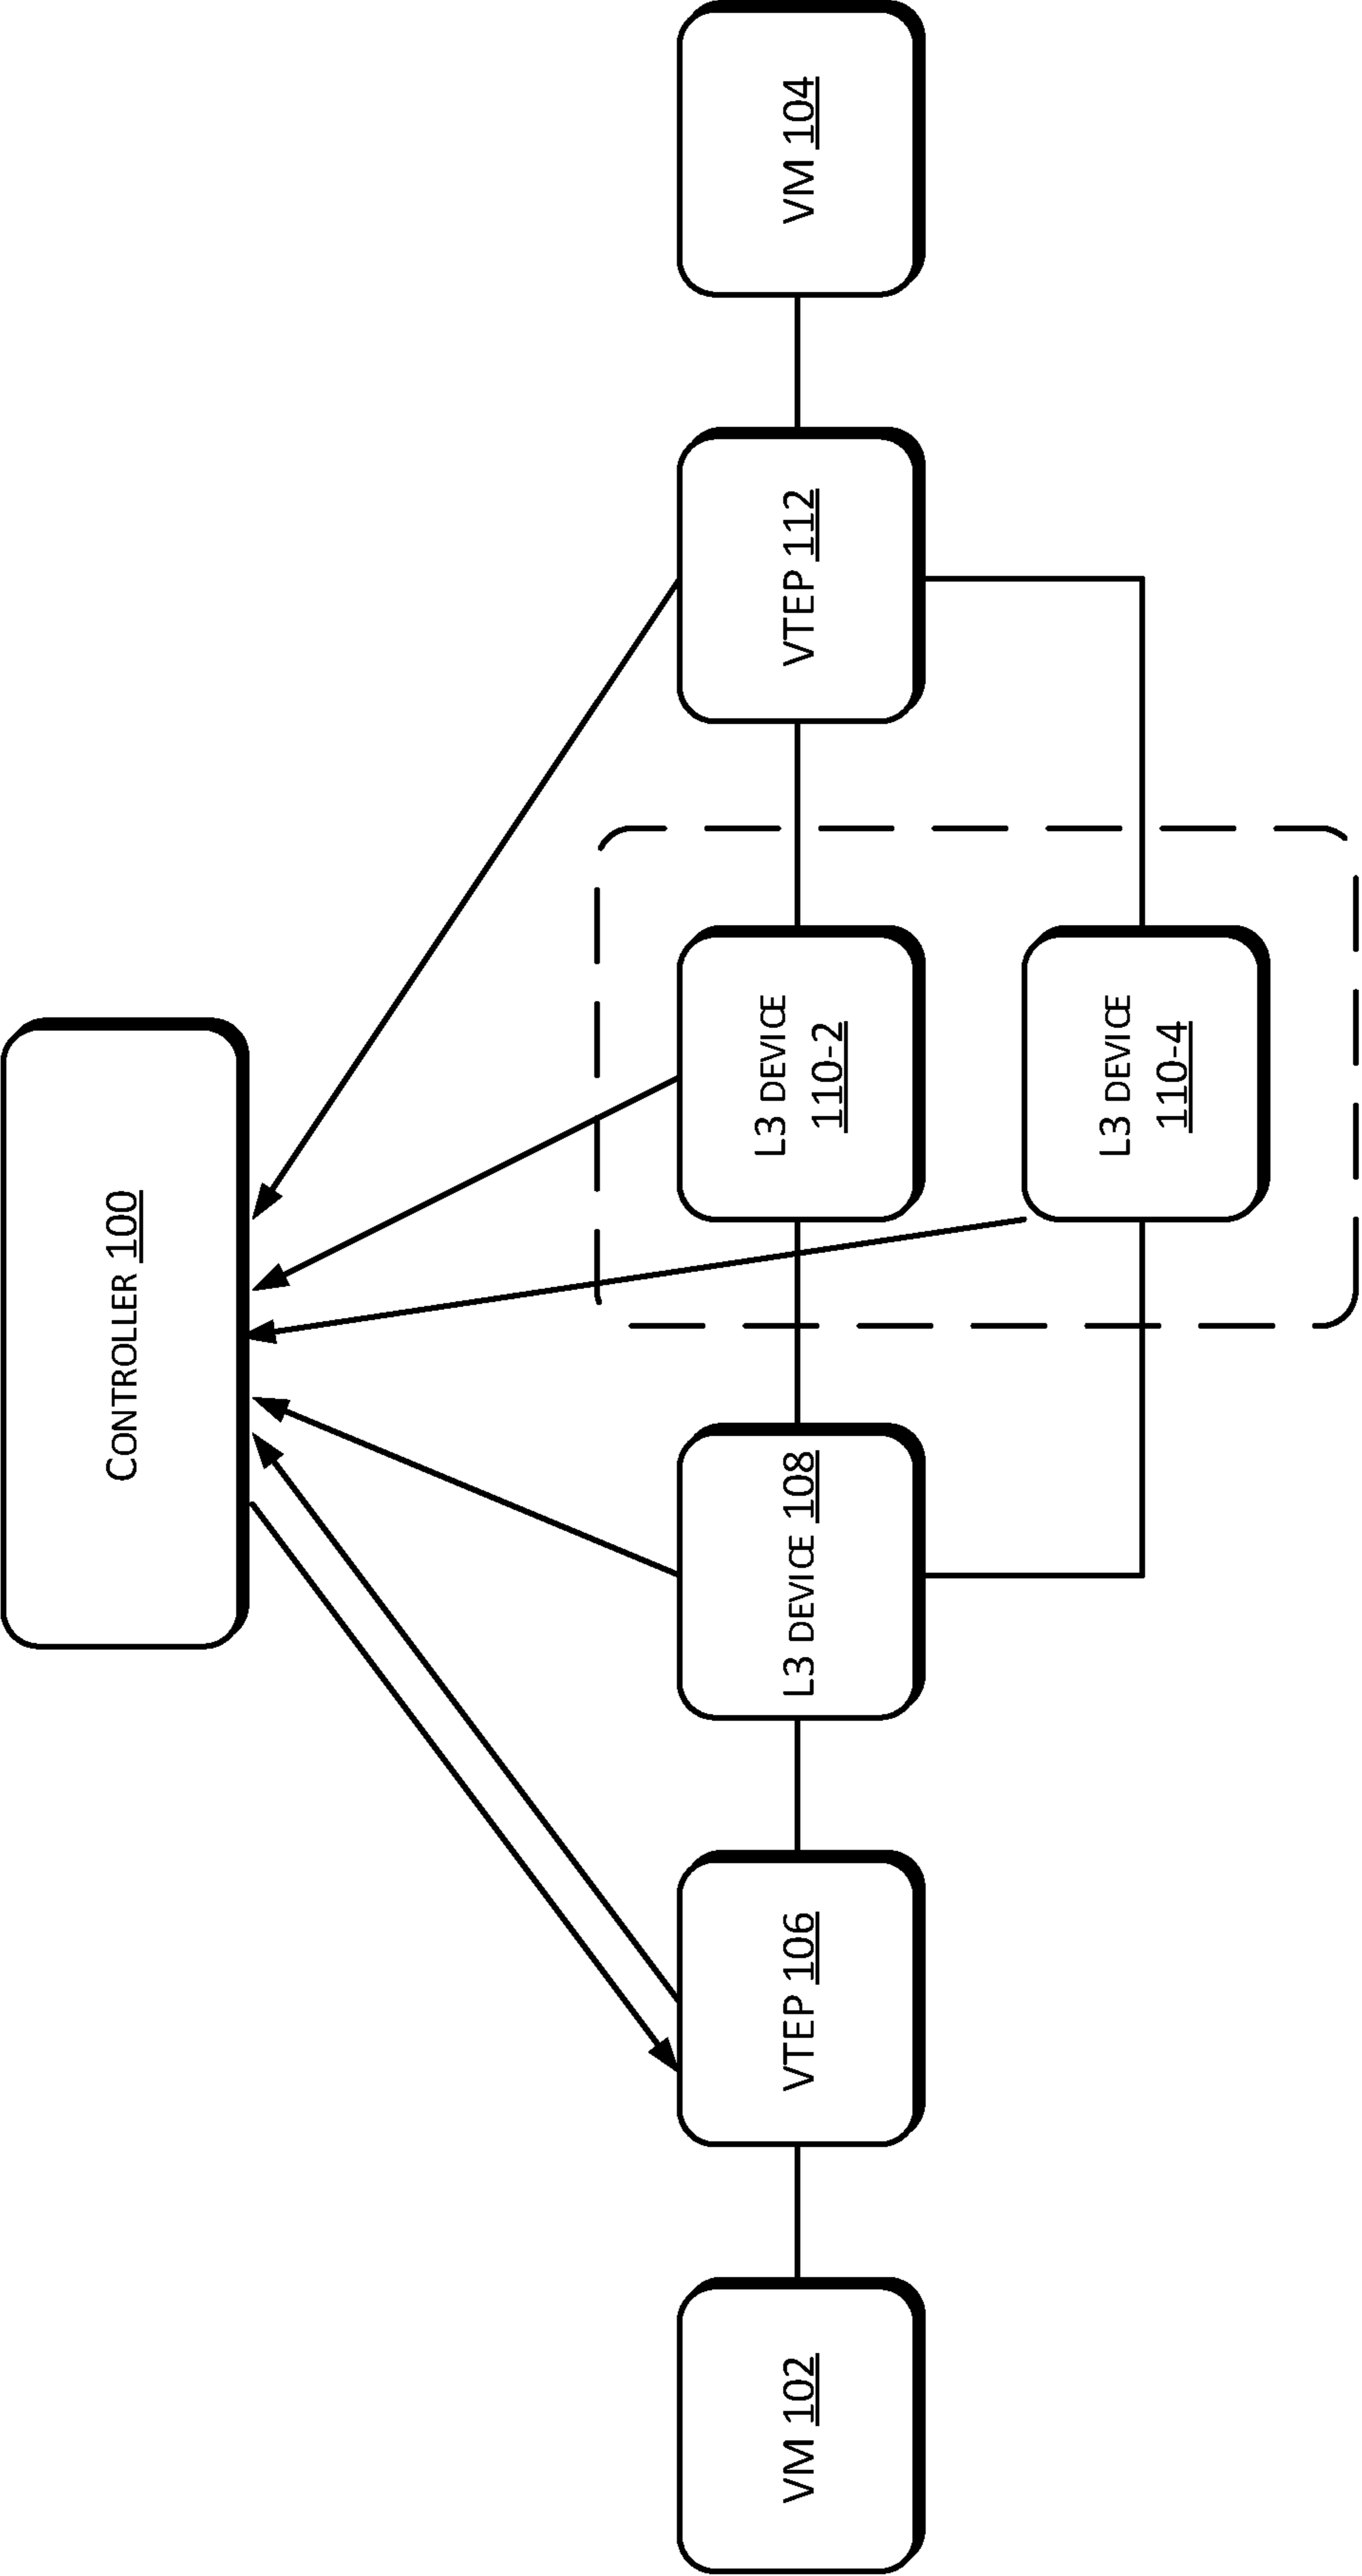 CONTROLLER 100
VM 102
VTEP 106
L3 DEVICE 108
L3 DEVICE
110-2
VTEP 112
VM 104
L3 DEVICE
110-4